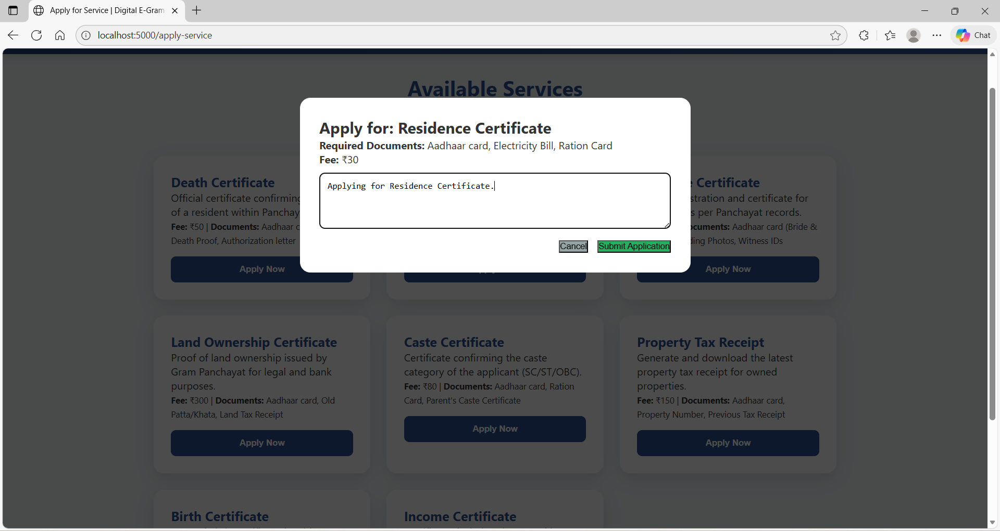 Apply for Service | Digital E-Gram
localhost:5000/apply-service
Chat
Available Services
Apply for: Residence Certificate
Required Documents: Aadhaar card, Electricity Bill, Ration Card
Fee: ₹30
Applying for Residence Certificate.
Cancel
Submit Application
Death Certificate
Official certificate confirming
of a resident within Panchay
Fee: ₹50 | Documents: Aadhaar c
Death Proof, Authorization letter
Apply Now
Certificate
stration and certificate for
s per Panchayat records.
cuments: Aadhaar card (Bride &
ding Photos, Witness IDs
Apply Now
Land Ownership Certificate
Proof of land ownership issued by
Gram Panchayat for legal and bank
purposes.
Fee: ₹300 | Documents: Aadhaar card, Old
Patta/Khata, Land Tax Receipt
Apply Now
Caste Certificate
Certificate confirming the caste
category of the applicant (SC/ST/OBC).
Fee: ₹80 | Documents: Aadhaar card, Ration
Card, Parent's Caste Certificate
Apply Now
Property Tax Receipt
Generate and download the latest
property tax receipt for owned
properties.
Fee: ₹150 | Documents: Aadhaar card,
Property Number, Previous Tax Receipt
Apply Now
Birth Certificate
Income Certificate